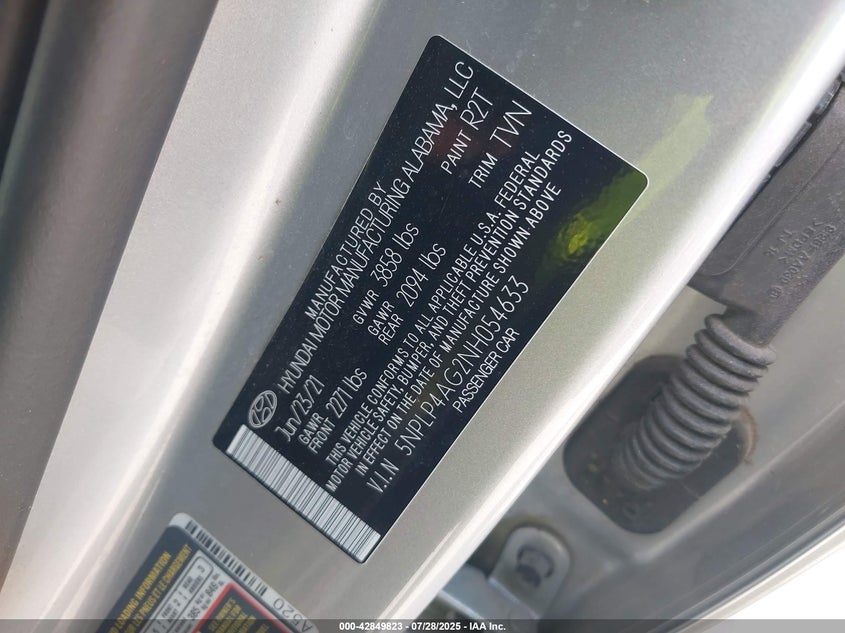 MANUFACTURED BY
HYUNDAI MOTOR MANUFACTURING ALABAMA, LLC
Jun/23/21 GVWR 3858 lbs PAINT R2T
GAWR FRONT 2271 lbs GAWR REAR 2094 lbs TRIM TVN
THIS VEHICLE CONFORMS TO ALL APPLICABLE U.S.A. FEDERAL
MOTOR VEHICLE SAFETY, BUMPER, AND THEFT PREVENTION STANDARDS
IN EFFECT ON THE DATE OF MANUFACTURE SHOWN ABOVE
V.I.N 5NPLP4AG2NH054633
PASSENGER CAR
LOADING INFORMATION
A520
000-42849823 | 07/28/2025 - IAA, Inc.